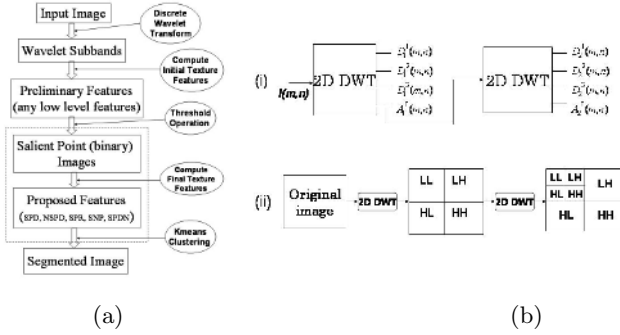 Input Image
Discrete
Wavelet
Transform
Wavelet Subbands
Compute
Initial Texture
Features
Preliminary Features
(any low level features)
Threshold
Operation
Salient Point (binary)
Images
Compute
Final Texture
Features
Proposed Features
(SPD, NSPD, SPR, SNP, SPDN)
Kmeans
Clustering
Segmented Image
(a)
(i)
I(m,n)
2D DWT
2D DWT
(ii)
Original
image
2D DWT
LL LH
HL HH
2D DWT
LL LH
HL HH
LH
HL HH
(b)